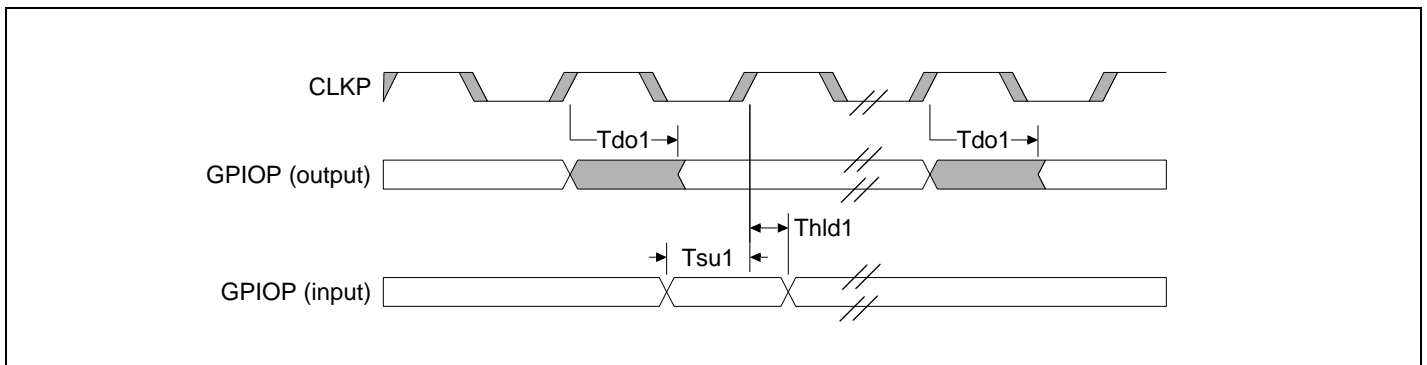 CLKP
Tdo1
Tdo1
GPIOP (output)
Thld1
Tsu1
GPIOP (input)